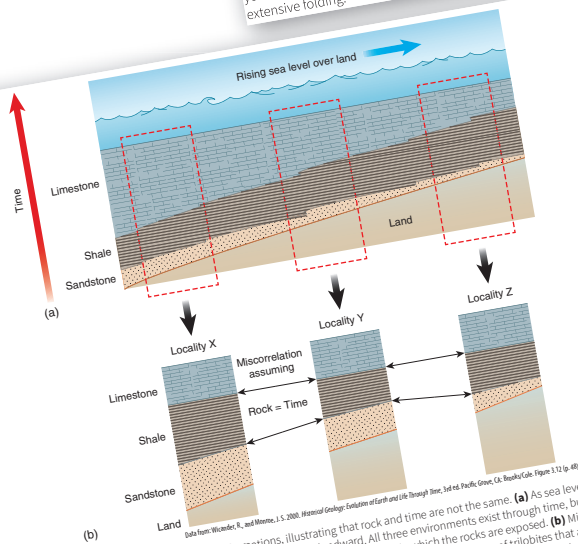 extensive folding.
Rising sea level over land
Time
Limestone
Shale
Sandstone
Land
(a)
Locality X
Locality Y
Locality Z
Miscorrelation
assuming
Rock = Time
Limestone
Shale
Sandstone
Land
(b)
Data from: Wicander, R., and Monroe, J. S. 2000. Historical Geology: Evolution of Earth and Life Through Time, 3rd ed. Pacific Grove, CA: Brooks/Cole. Figure 3.12 (p. 48)
illustrating that rock and time are not the same. (a) As sea level
All three environments exist through time,
which the rocks are exposed. (b)
of trilobites that